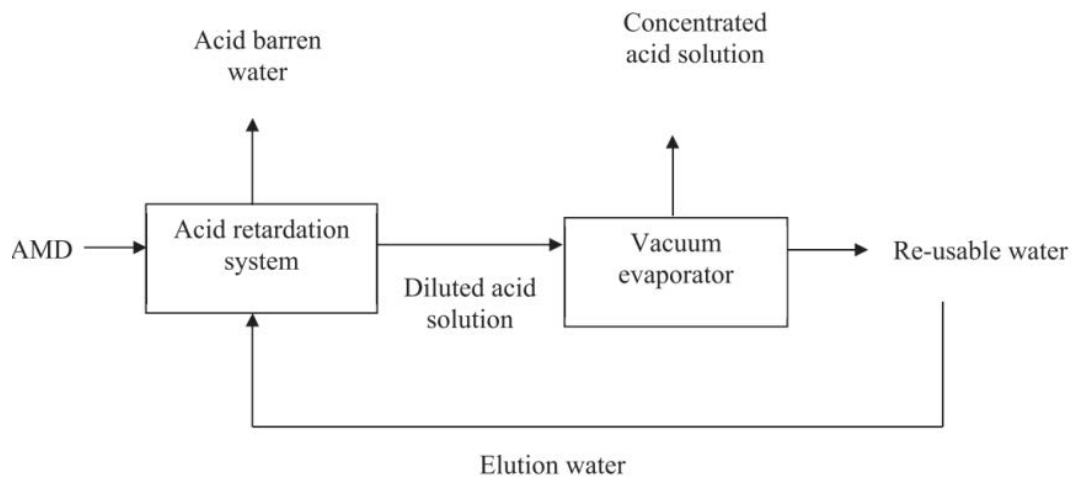 Acid barren
water
Concentrated
acid solution
AMD
Acid retardation
system
Diluted acid
solution
Vacuum
evaporator
Re-usable water
Elution water